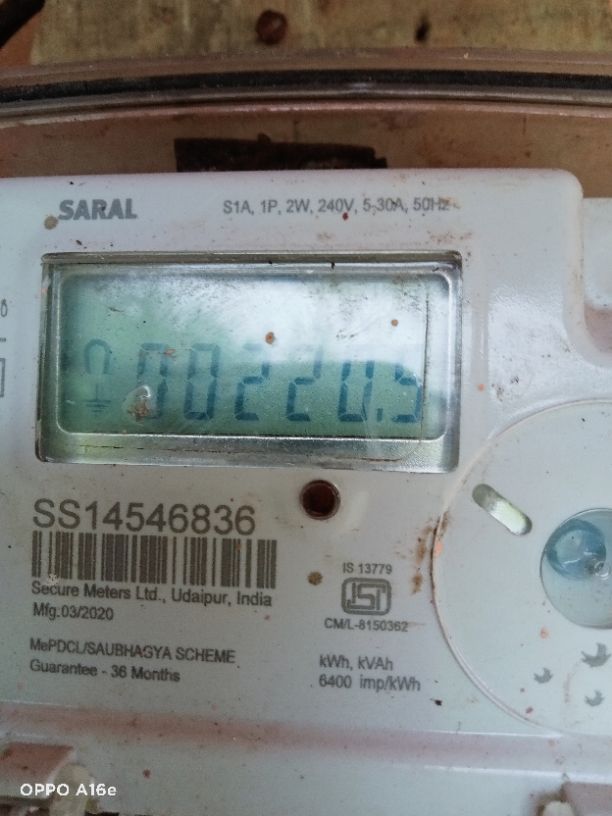 SARAL
S1A, 1P, 2W, 240V, 5-30A, 50Hz
00220.5
SS14546836
Secure Meters Ltd., Udaipur, India
Mfg.03/2020
MePDCL/SAUBHAGYA SCHEME
Guarantee - 36 Months
IS 13779
ISI
CM/L-8150362
kWh, kVAh
6400 imp/kWh
OPPO A16e